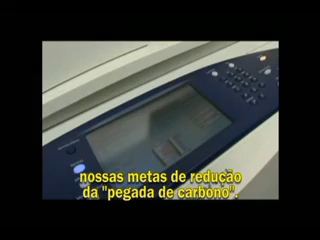 nossas metas de redução
da "pegada de carbono".